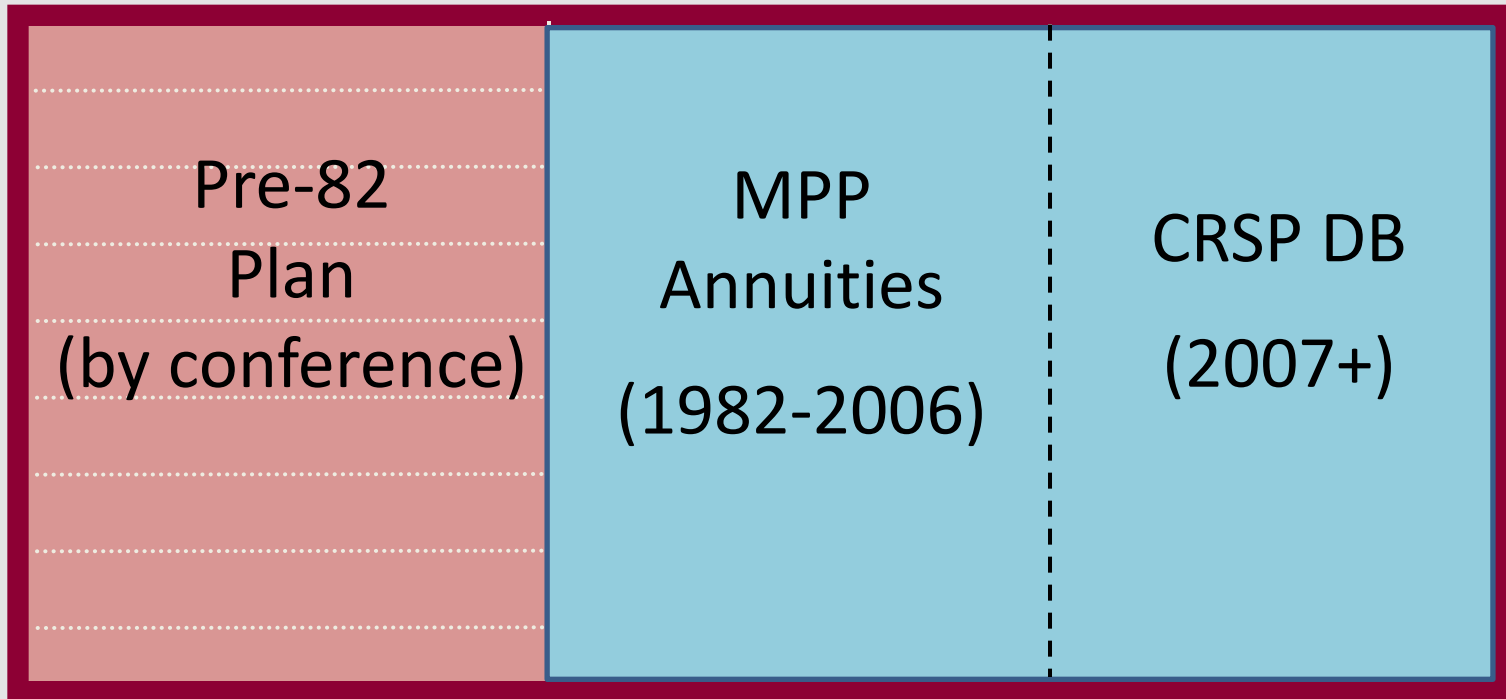 Pre-82
Plan
(by conference)
MPP
Annuities
(1982-2006)
CRSP DB
(2007+)